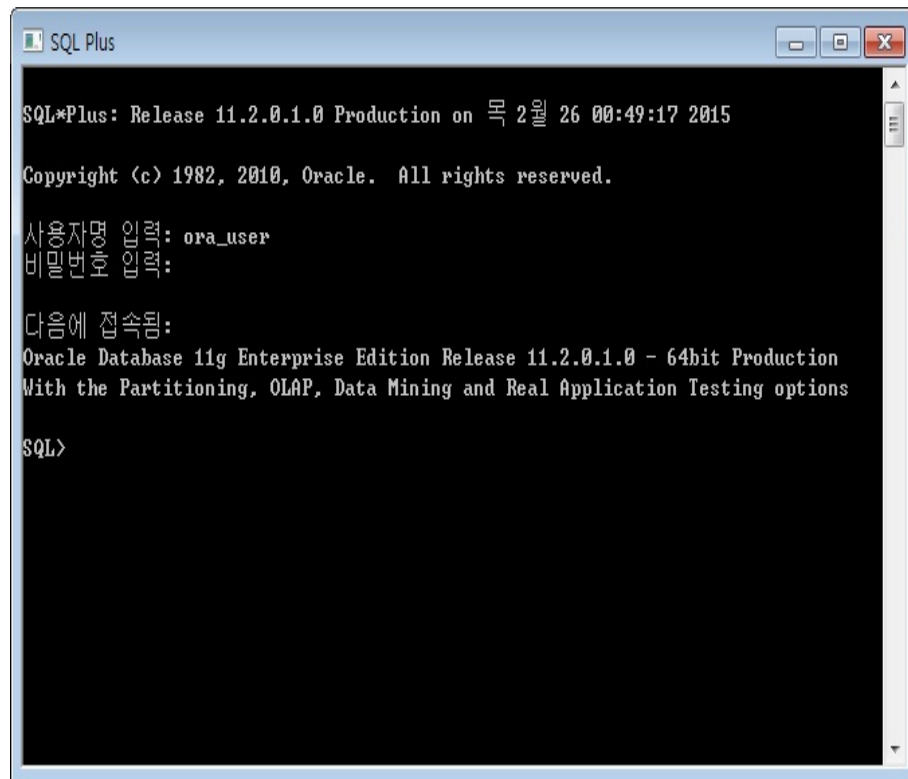 SQL Plus
SQL*Plus: Release 11.2.0.1.0 Production on 목 2월 26 00:49:17 2015
Copyright (c) 1982, 2010, Oracle.  All rights reserved.
사용자명 입력: ora_user
비밀번호 입력:
다음에 접속됨:
Oracle Database 11g Enterprise Edition Release 11.2.0.1.0 - 64bit Production
With the Partitioning, OLAP, Data Mining and Real Application Testing options
SQL>